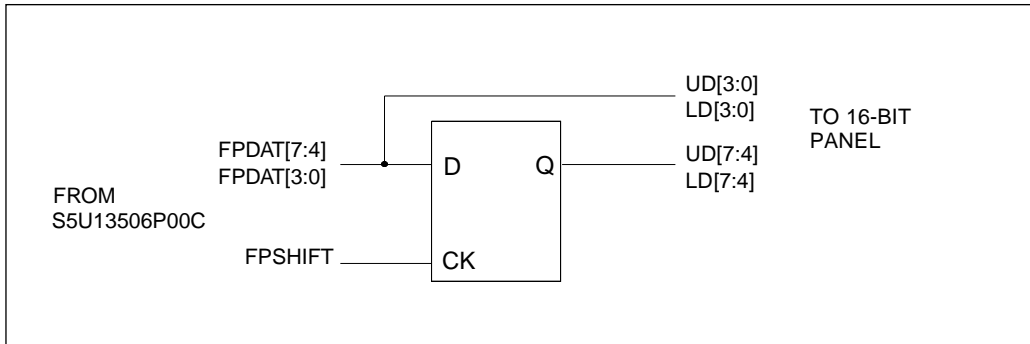 UD[3:0]
LD[3:0]
TO 16-BIT
PANEL
FPDAT[7:4]
FPDAT[3:0]
D
Q
UD[7:4]
LD[7:4]
FROM
S5U13506P00C
FPSHIFT
CK